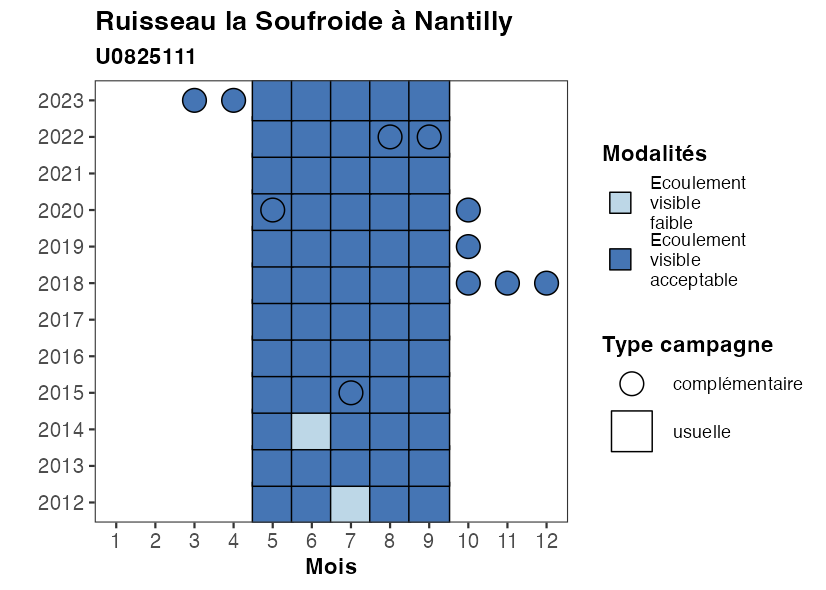 Ruisseau la Soufroide à Nantilly
U0825111
2023
2022
2021
2020
2019
2018
2017
2016
2015
2014
2013
2012
1 2 3 4 5 6 7 8 9 10 11 12
Mois
Modalités
Ecoulement
visible
faible
Ecoulement
visible
acceptable
Type campagne
complémentaire
usuelle